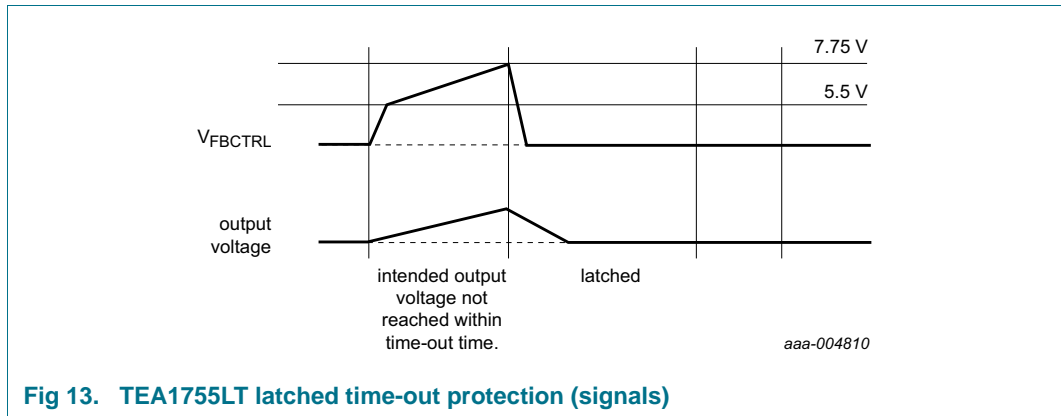 7.75 V
5.5 V
VFBCTRL
output
voltage
intended output
voltage not
reached within
time-out time.
latched
aaa-004810
Fig 13. TEA1755LT latched time-out protection (signals)